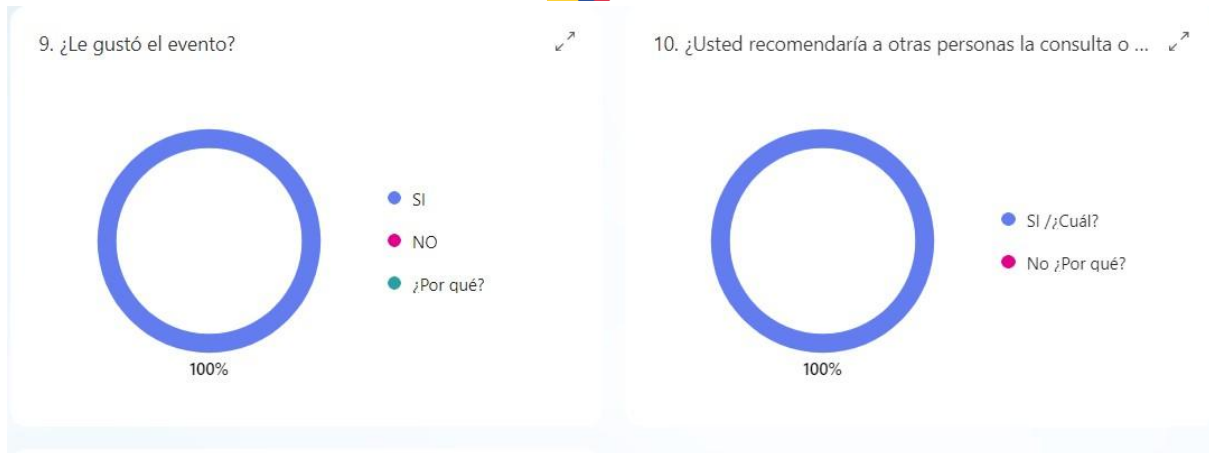 9. ¿Le gustó el evento?
SI
NO
¿Por qué?
100%
10. ¿Usted recomendaría a otras personas la consulta o ...
SI /¿Cuál?
No ¿Por qué?
100%